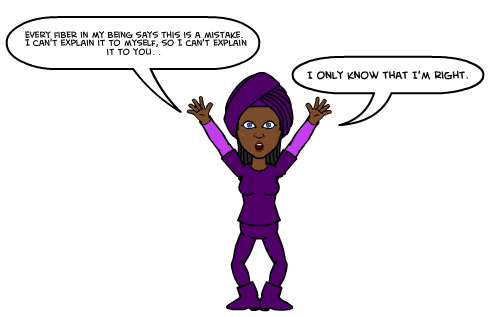 EVERY FIBER IN MY BEING SAYS THIS IS A MISTAKE.
I CAN'T EXPLAIN IT TO MYSELF, SO I CAN'T EXPLAIN
IT TO YOU. .
I ONLY KNOW THAT I'M RIGHT.